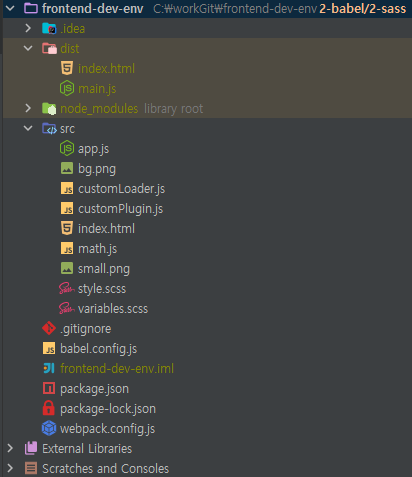 frontend-dev-env C:₩workGit₩frontend-dev-env 2-babel/2-sass
.idea
dist
index.html
main.js
node_modules library root
src
app.js
bg.png
customLoader.js
customPlugin.js
index.html
math.js
small.png
style.scss
variables.scss
.gitignore
babel.config.js
frontend-dev-env.iml
package.json
package-lock.json
webpack.config.js
External Libraries
Scratches and Consoles